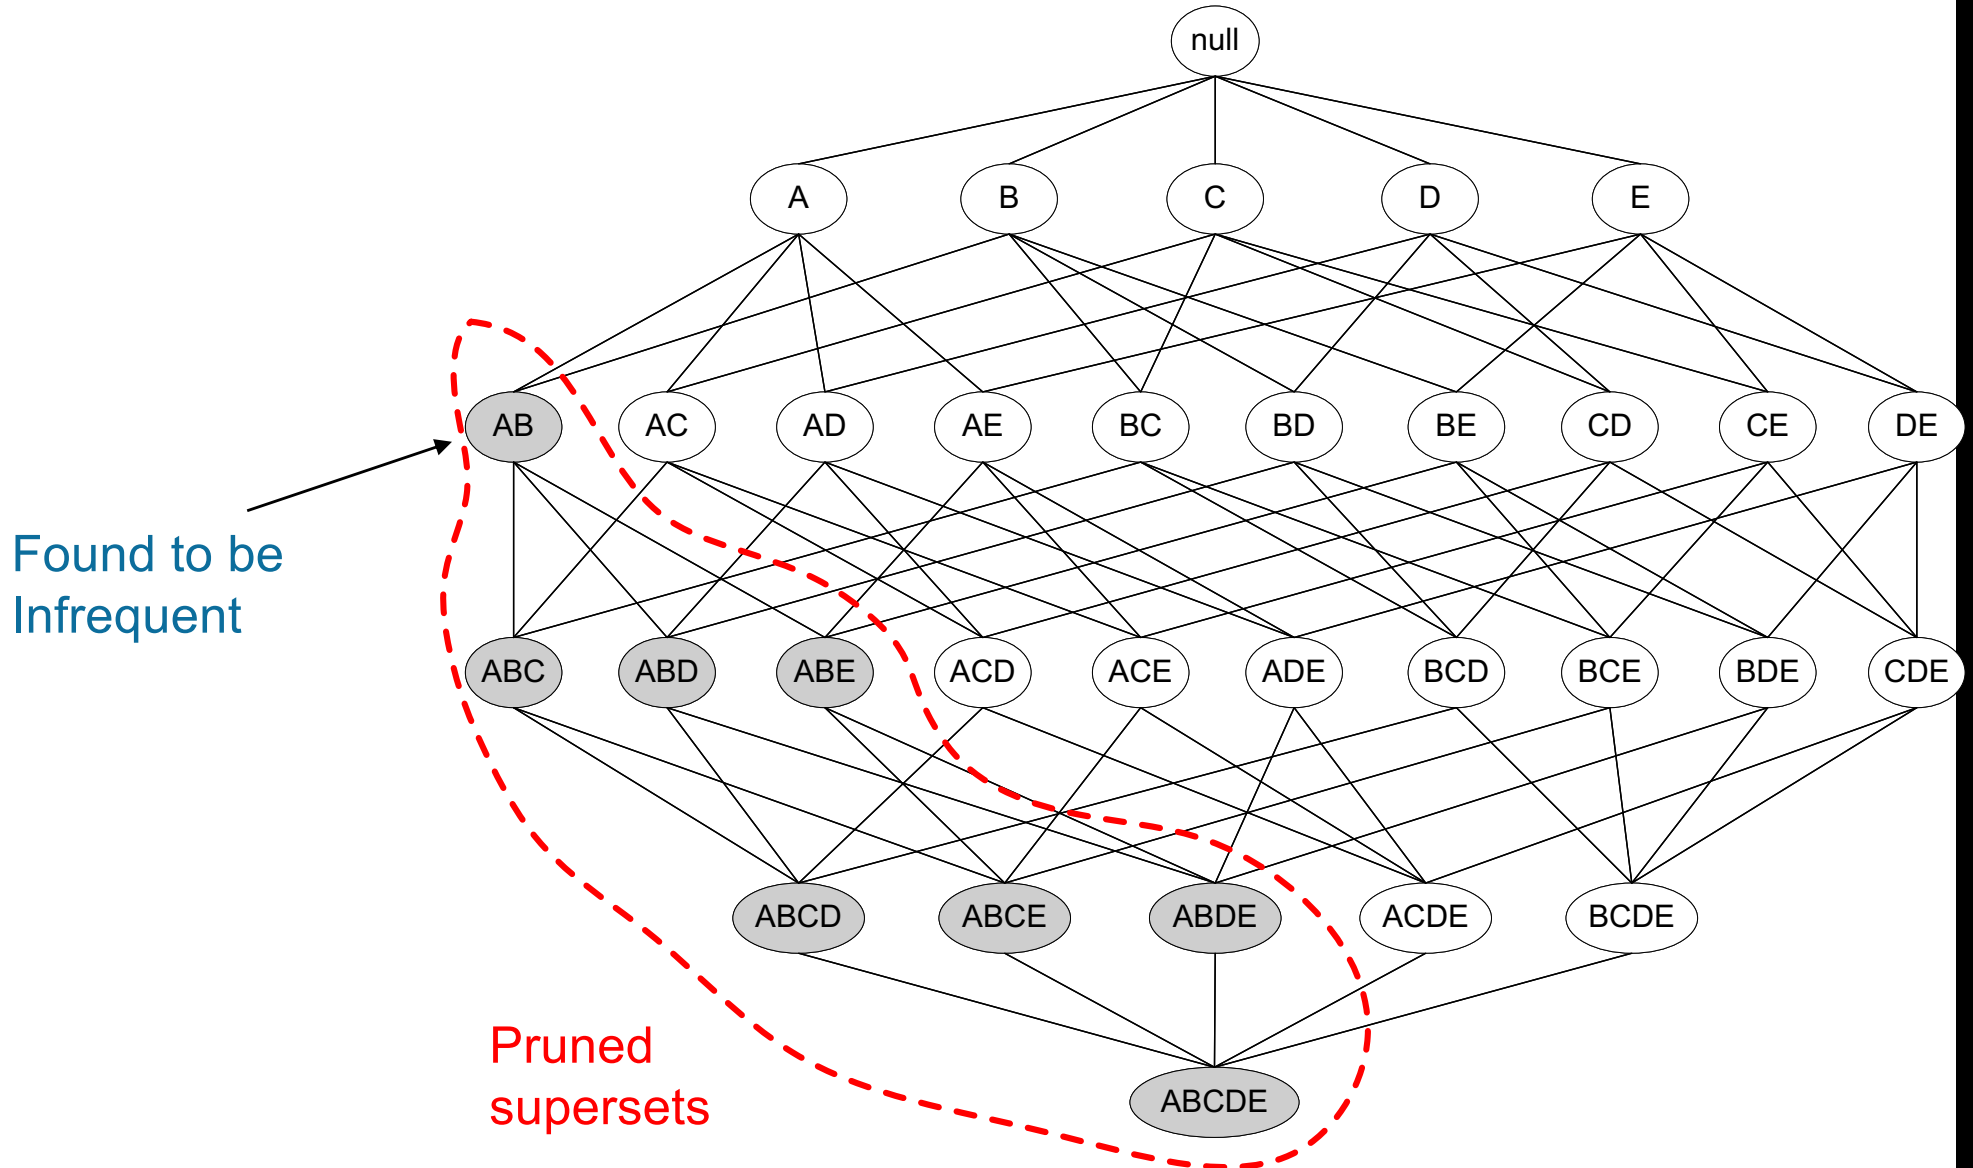 null
A B C D E
AB AC AD AE BC BD BE CD CE DE
Found to be
Infrequent
ABC ABD ABE ACD ACE ADE BCD BCE BDE CDE
ABCD ABCE ABDE ACDE BCDE
Pruned
supersets
ABCDE